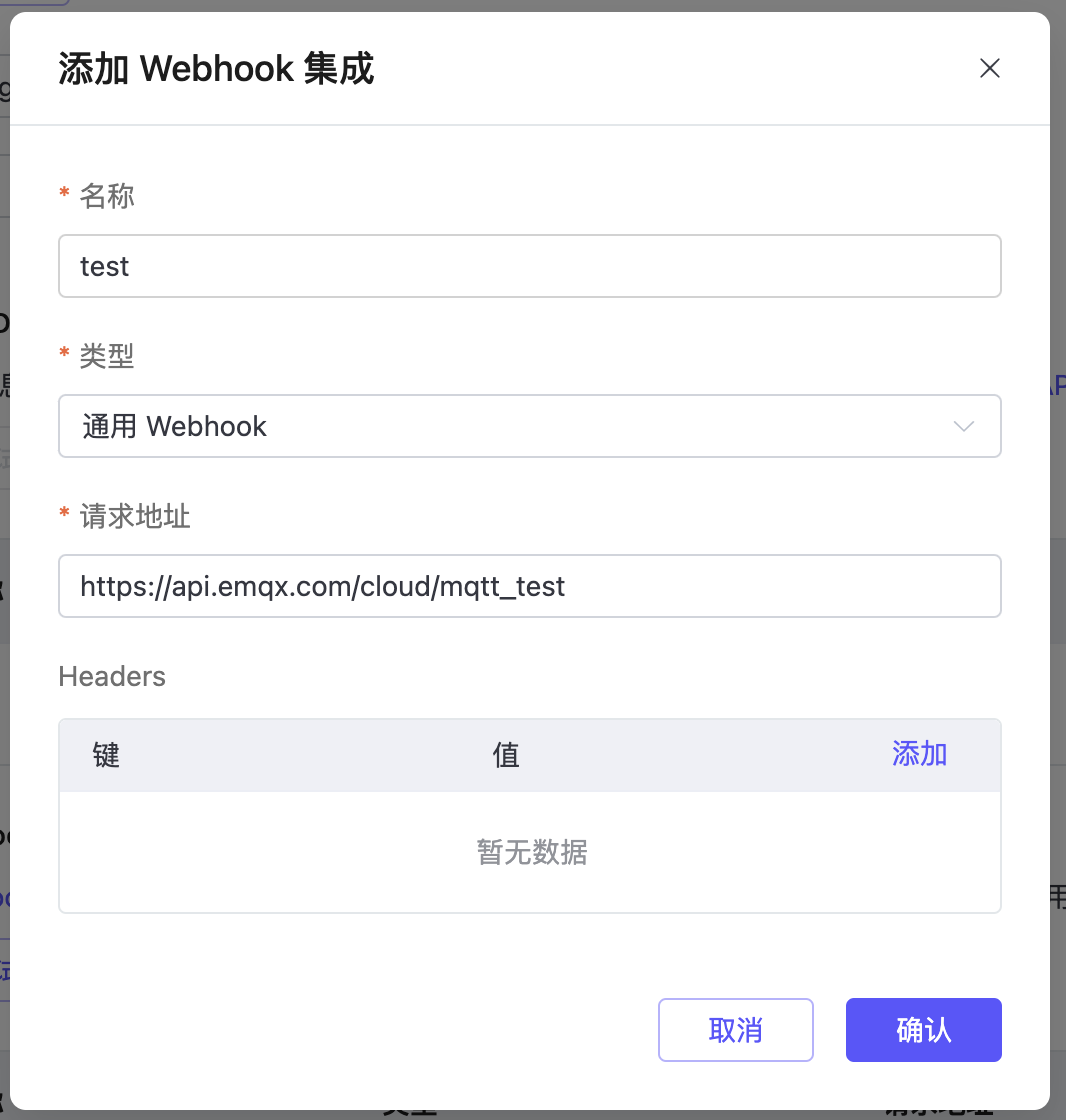 添加 Webhook 集成
* 名称
test
* 类型
通用 Webhook
* 请求地址
https://api.emqx.com/cloud/mqtt_test
Headers
键 值 添加
暂无数据
取消 确认